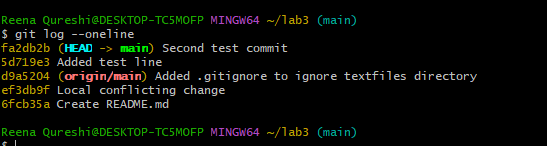 Reena Qureshi@DESKTOP-TC5MOFP MINGW64 ~/lab3 (main)
$ git log --oneline
fa2db2b (HEAD -> main) Second test commit
5d719e3 Added test line
d9a5204 (origin/main) Added .gitignore to ignore textfiles directory
ef3db9f Local conflicting change
6fcb35a Create README.md
Reena Qureshi@DESKTOP-TC5MOFP MINGW64 ~/lab3 (main)
$